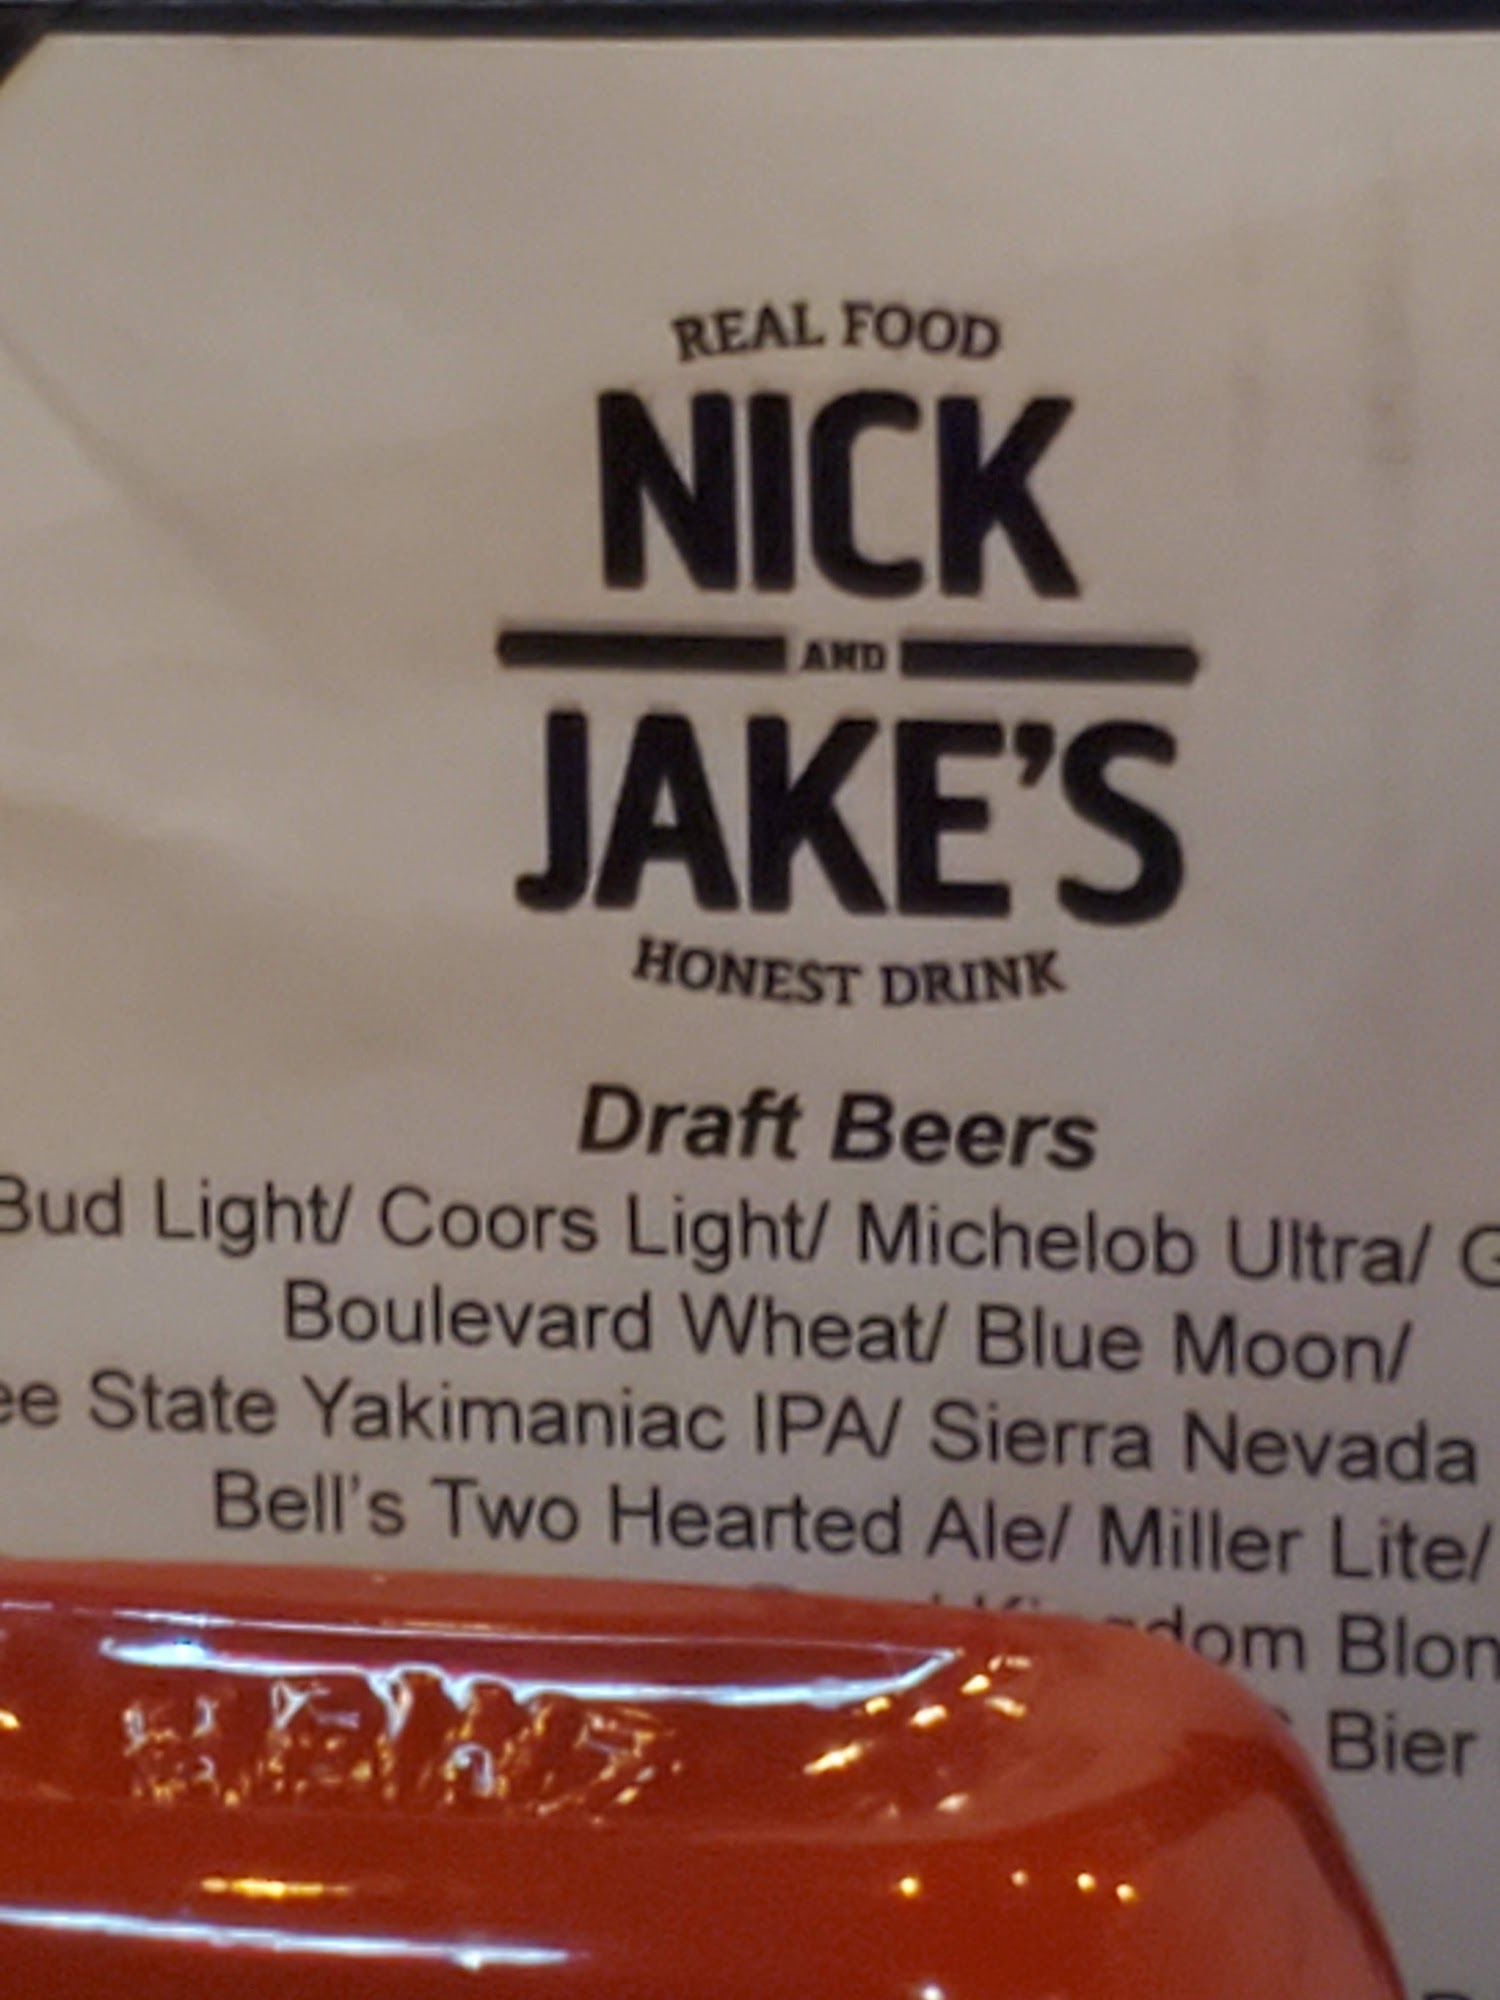 REAL FOOD
NICK
AND
JAKE'S
HONEST DRINK
Draft Beers
Bud Light/ Coors Light/ Michelob Ultra/
Boulevard Wheat/ Blue Moon/
State Yakimaniac IPA/ Sierra Nevada
Bell's Two Hearted Ale/ Miller Lite/
Bier